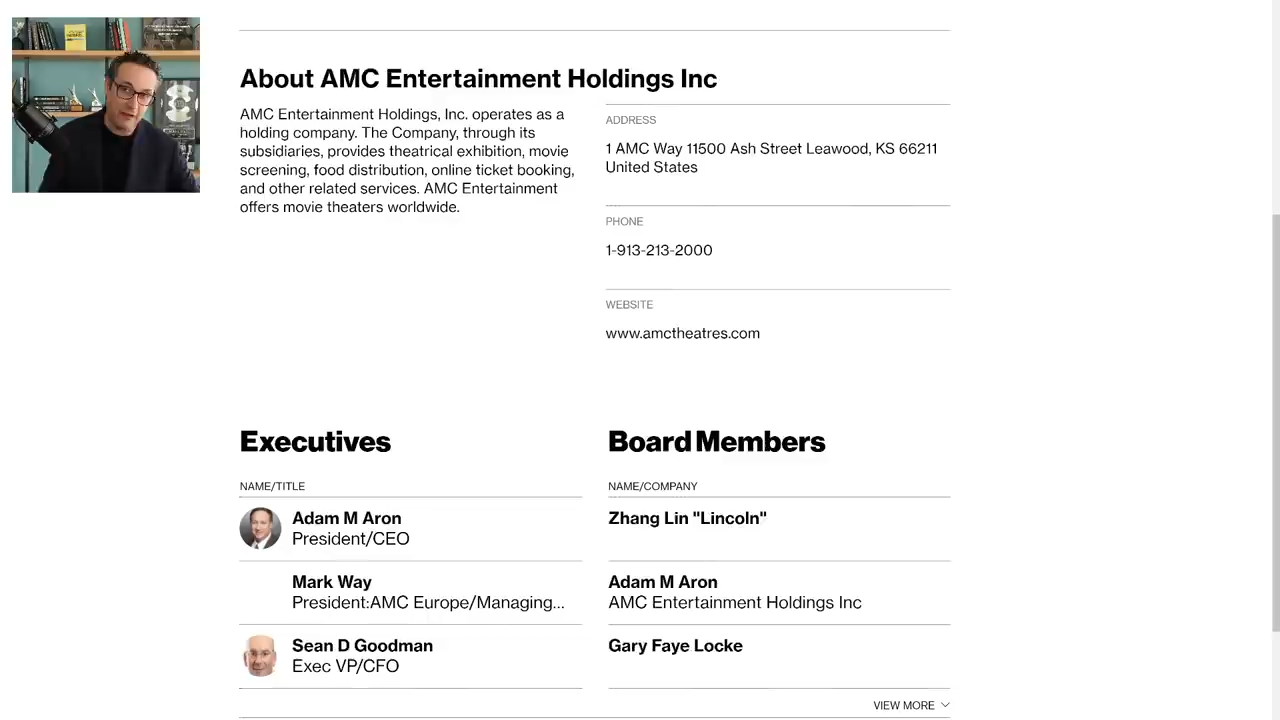 About AMC Entertainment Holdings Inc
AMC Entertainment Holdings, Inc. operates as a
holding company. The Company, through its
subsidiaries, provides theatrical exhibition, movie
screening, food distribution, online ticket booking,
and other related services. AMC Entertainment
offers movie theaters worldwide.
ADDRESS
1 AMC Way 11500 Ash Street Leawood, KS 66211
United States
PHONE
1-913-213-2000
WEBSITE
www.amctheatres.com
Executives
NAME/TITLE
Adam M Aron
President/CEO
Mark Way
President:AMC Europe/Managing...
Sean D Goodman
Exec VP/CFO
Board Members
NAME/COMPANY
Zhang Lin "Lincoln"
Adam M Aron
AMC Entertainment Holdings Inc
Gary Faye Locke
VIEW MORE